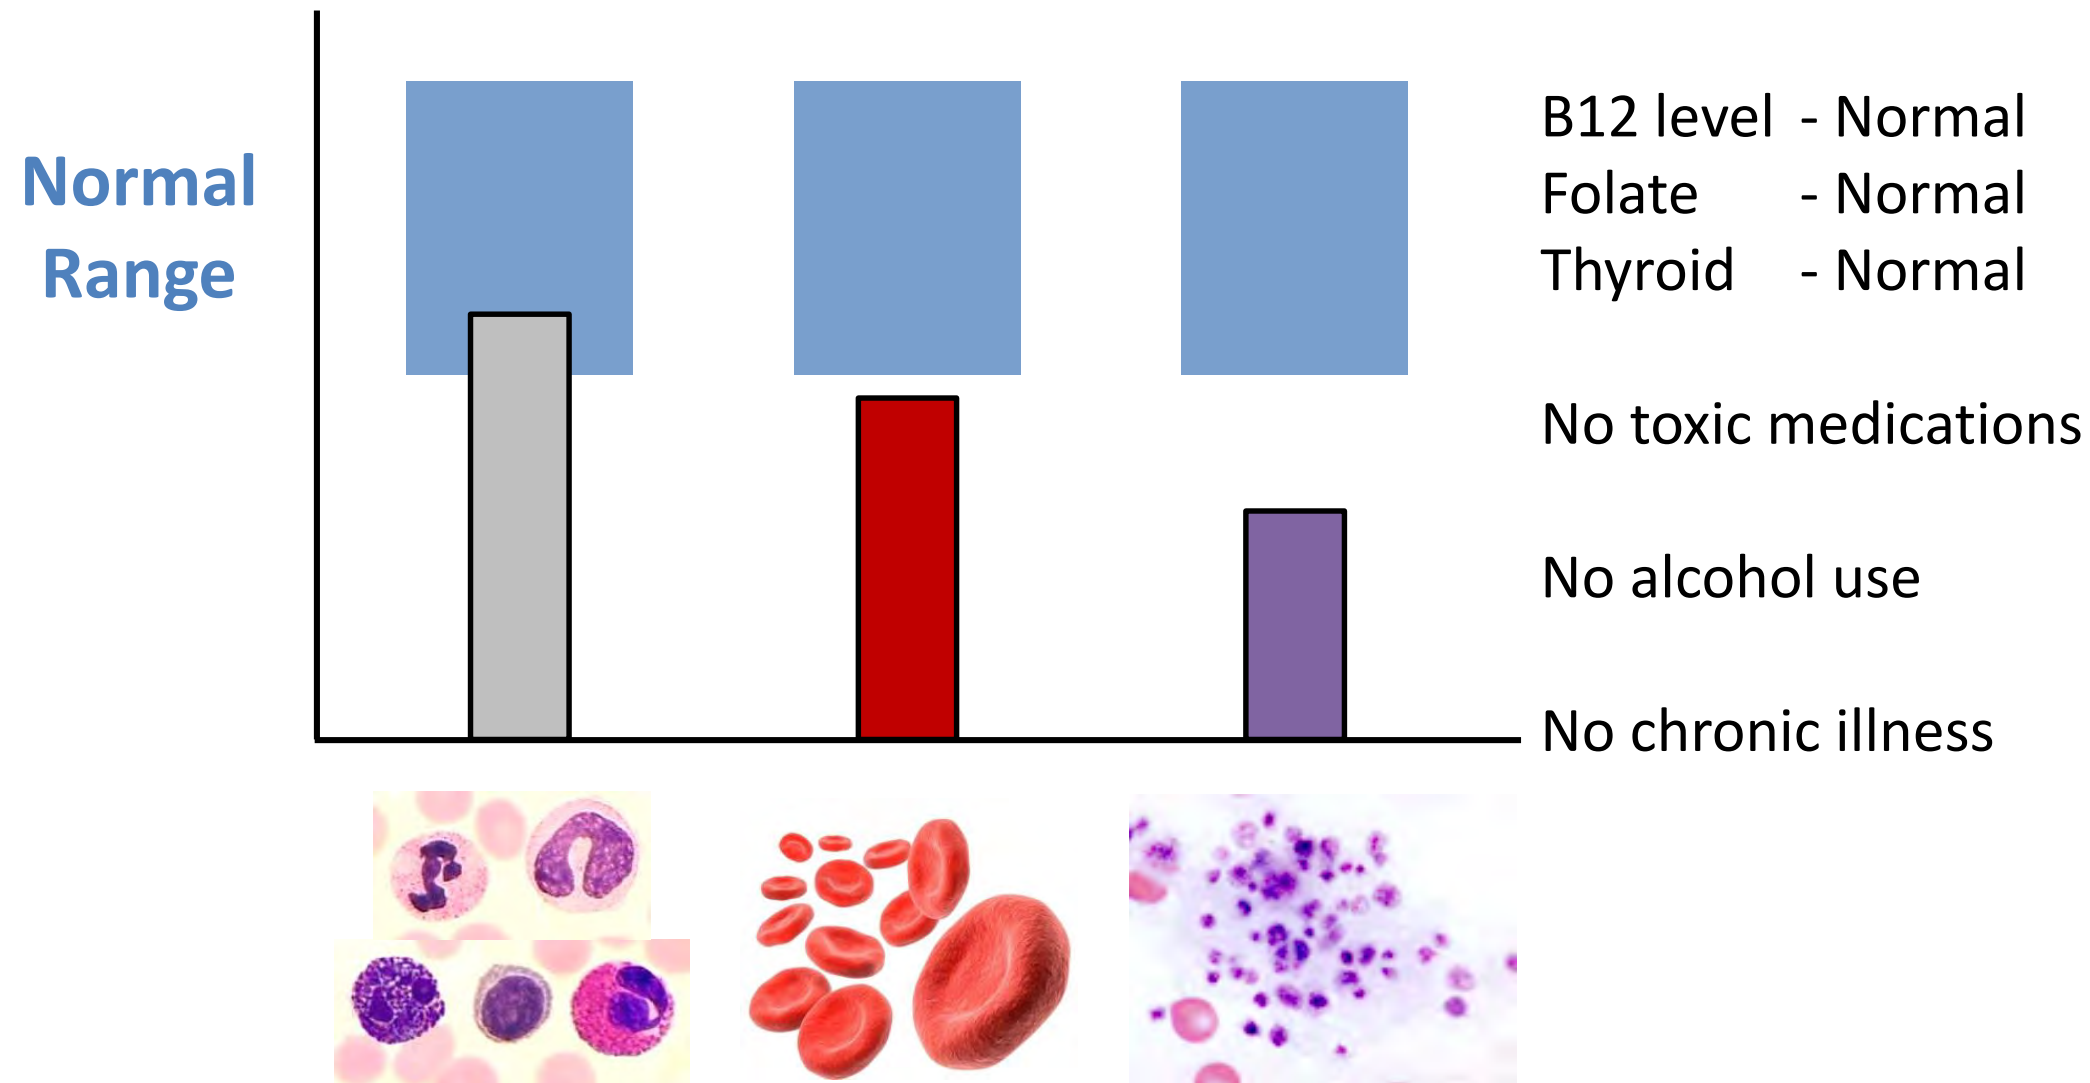 Normal
Range
B12 level - Normal
Folate - Normal
Thyroid - Normal
No toxic medications
No alcohol use
No chronic illness